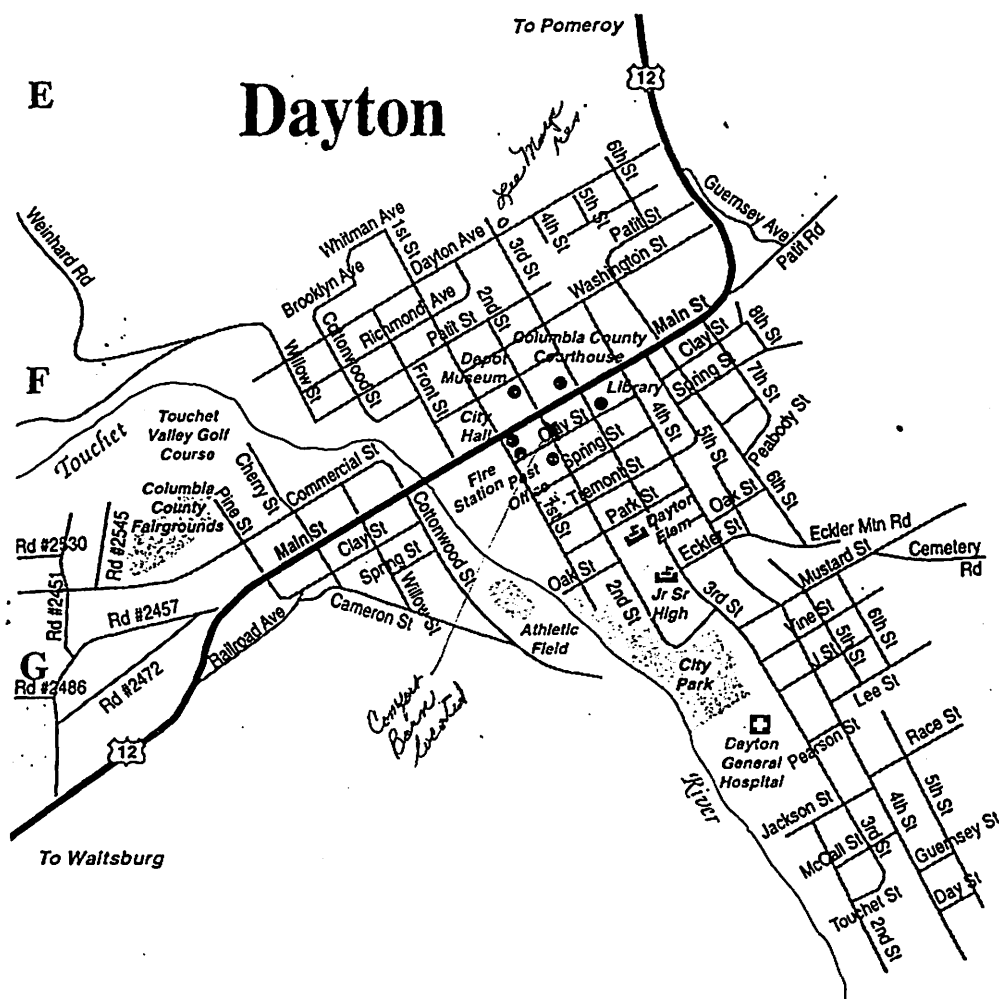 To Pomeroy
12
E
Dayton
Lee
res.
6th St
5th St
4th St
Guernsey Ave
Patit Rd
Patit St
Weinhard Rd
Whitman Ave
1st St
Dayton Ave
3rd St
Washington St
Brooklyn Ave
Richmond Ave
2nd St
Cottonwood St
Patit St
Main St
8th St
Clay St
Columbia County
Courthouse
Willow St
Depot
Museum
Front St
Library
Spring St
7th St
F
Touchet
Touchet
Valley Golf
Course
City
Hall
Clay St
4th St
Spring St
5th St
Peabody St
Cherry St
Commercial St
Fire
Station
Post
Office
Tremont St
Columbia
County
Fairgrounds
Pine St
Cottonwood St
1st St
Park St
Dayton
Elem
Oak St
6th St
Rd #2530
Rd #2545
Main St
Clay St
Eckler St
Eckler Mtn Rd
Spring St
Oak St
Mustard St
Cemetery
Rd
Rd #2451
Rd #2457
Willow St
2nd St
Jr Sr
High
3rd St
Cameron St
Vine St
Railroad Ave
Athletic
Field
J St
5th St
6th St
G
Rd #2486
Rd #2472
City
Park
Lee St
Comfort
Barn
located
12
Dayton
General
Hospital
Pearson St
Race St
River
Jackson St
4th St
5th St
3rd St
McCall St
Guernsey St
To Waitsburg
Touchet St
Day St
2nd St